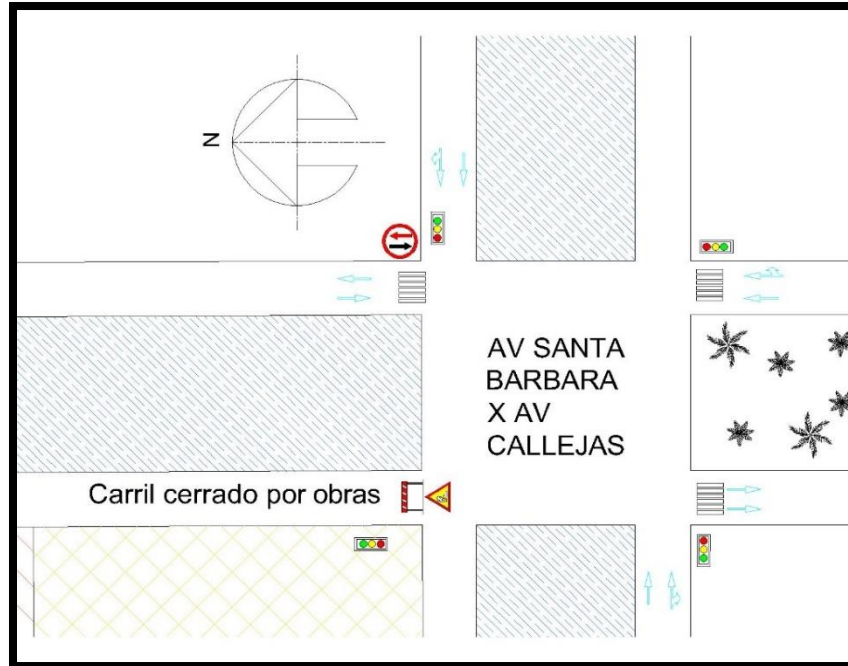 N
AV SANTA
BARBARA
X AV
CALLEJAS
Carril cerrado por obras